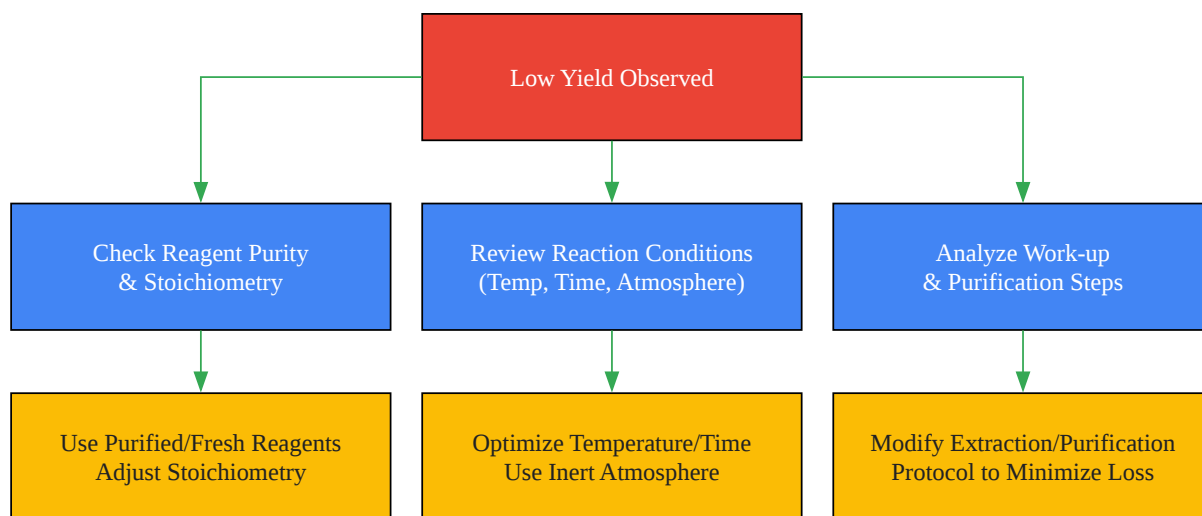 Low Yield Observed
Check Reagent Purity
& Stoichiometry
Review Reaction Conditions
(Temp, Time, Atmosphere)
Analyze Work-up
& Purification Steps
Use Purified/Fresh Reagents
Adjust Stoichiometry
Optimize Temperature/Time
Use Inert Atmosphere
Modify Extraction/Purification
Protocol to Minimize Loss